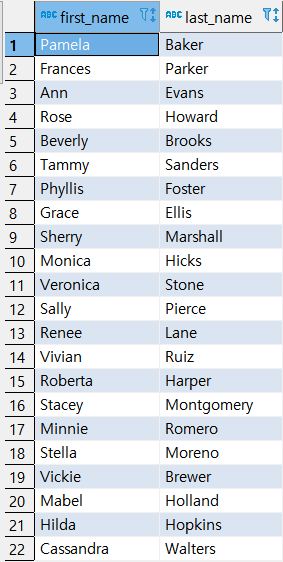 ABC first_name ABC last_name
1 Pamela Baker
2 Frances Parker
3 Ann Evans
4 Rose Howard
5 Beverly Brooks
6 Tammy Sanders
7 Phyllis Foster
8 Grace Ellis
9 Sherry Marshall
10 Monica Hicks
11 Veronica Stone
12 Sally Pierce
13 Renee Lane
14 Vivian Ruiz
15 Roberta Harper
16 Stacey Montgomery
17 Minnie Romero
18 Stella Moreno
19 Vickie Brewer
20 Mabel Holland
21 Hilda Hopkins
22 Cassandra Walters